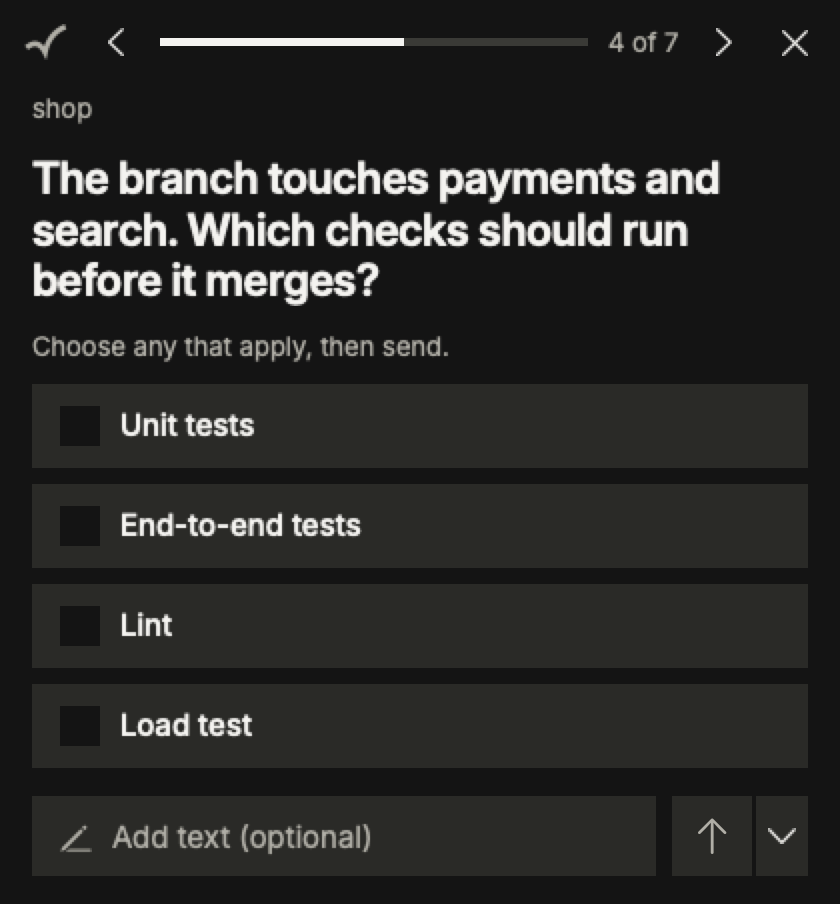 4 of 7
shop
The branch touches payments and
search. Which checks should run
before it merges?
Choose any that apply, then send.
Unit tests
End-to-end tests
Lint
Load test
Add text (optional)